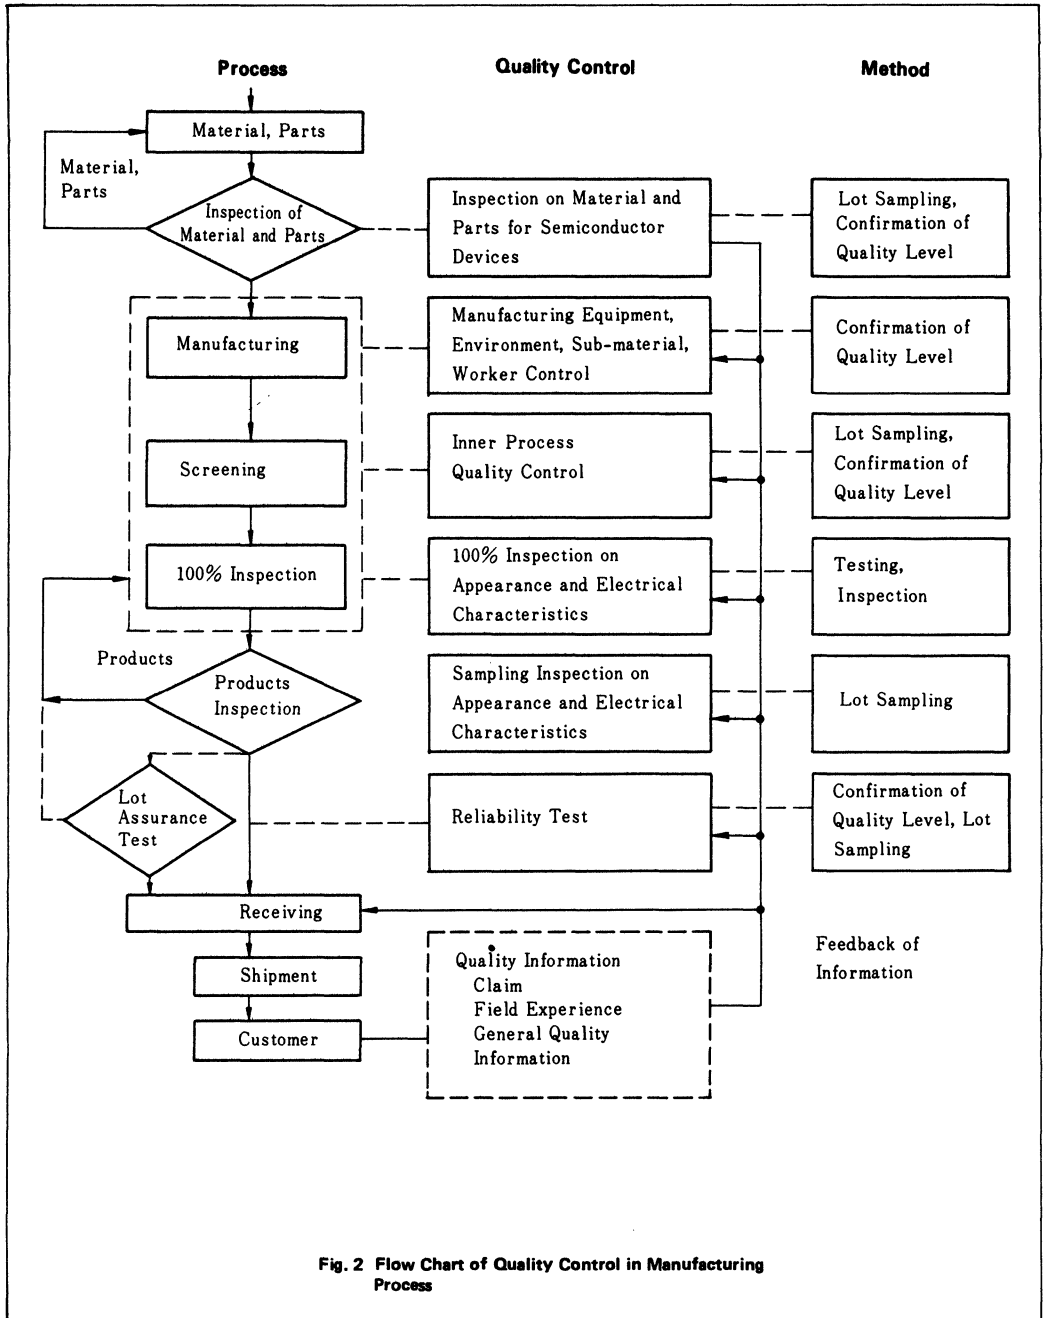 Process
Quality Control
Method
Material, Parts
Material,
Parts
Inspection of
Material and Parts
Inspection on Material and
Parts for Semiconductor
Devices
Lot Sampling,
Confirmation of
Quality Level
Manufacturing
Manufacturing Equipment,
Environment, Sub-material,
Worker Control
Confirmation of
Quality Level
Screening
Inner Process
Quality Control
Lot Sampling,
Confirmation of
Quality Level
100% Inspection
100% Inspection on
Appearance and Electrical
Characteristics
Testing,
Inspection
Products
Products
Inspection
Sampling Inspection on
Appearance and Electrical
Characteristics
Lot Sampling
Lot
Assurance
Test
Reliability Test
Confirmation of
Quality Level, Lot
Sampling
Receiving
Shipment
Customer
Quality Information
Claim
Field Experience
General Quality
Information
Feedback of
Information
Fig. 2 Flow Chart of Quality Control in Manufacturing
Process